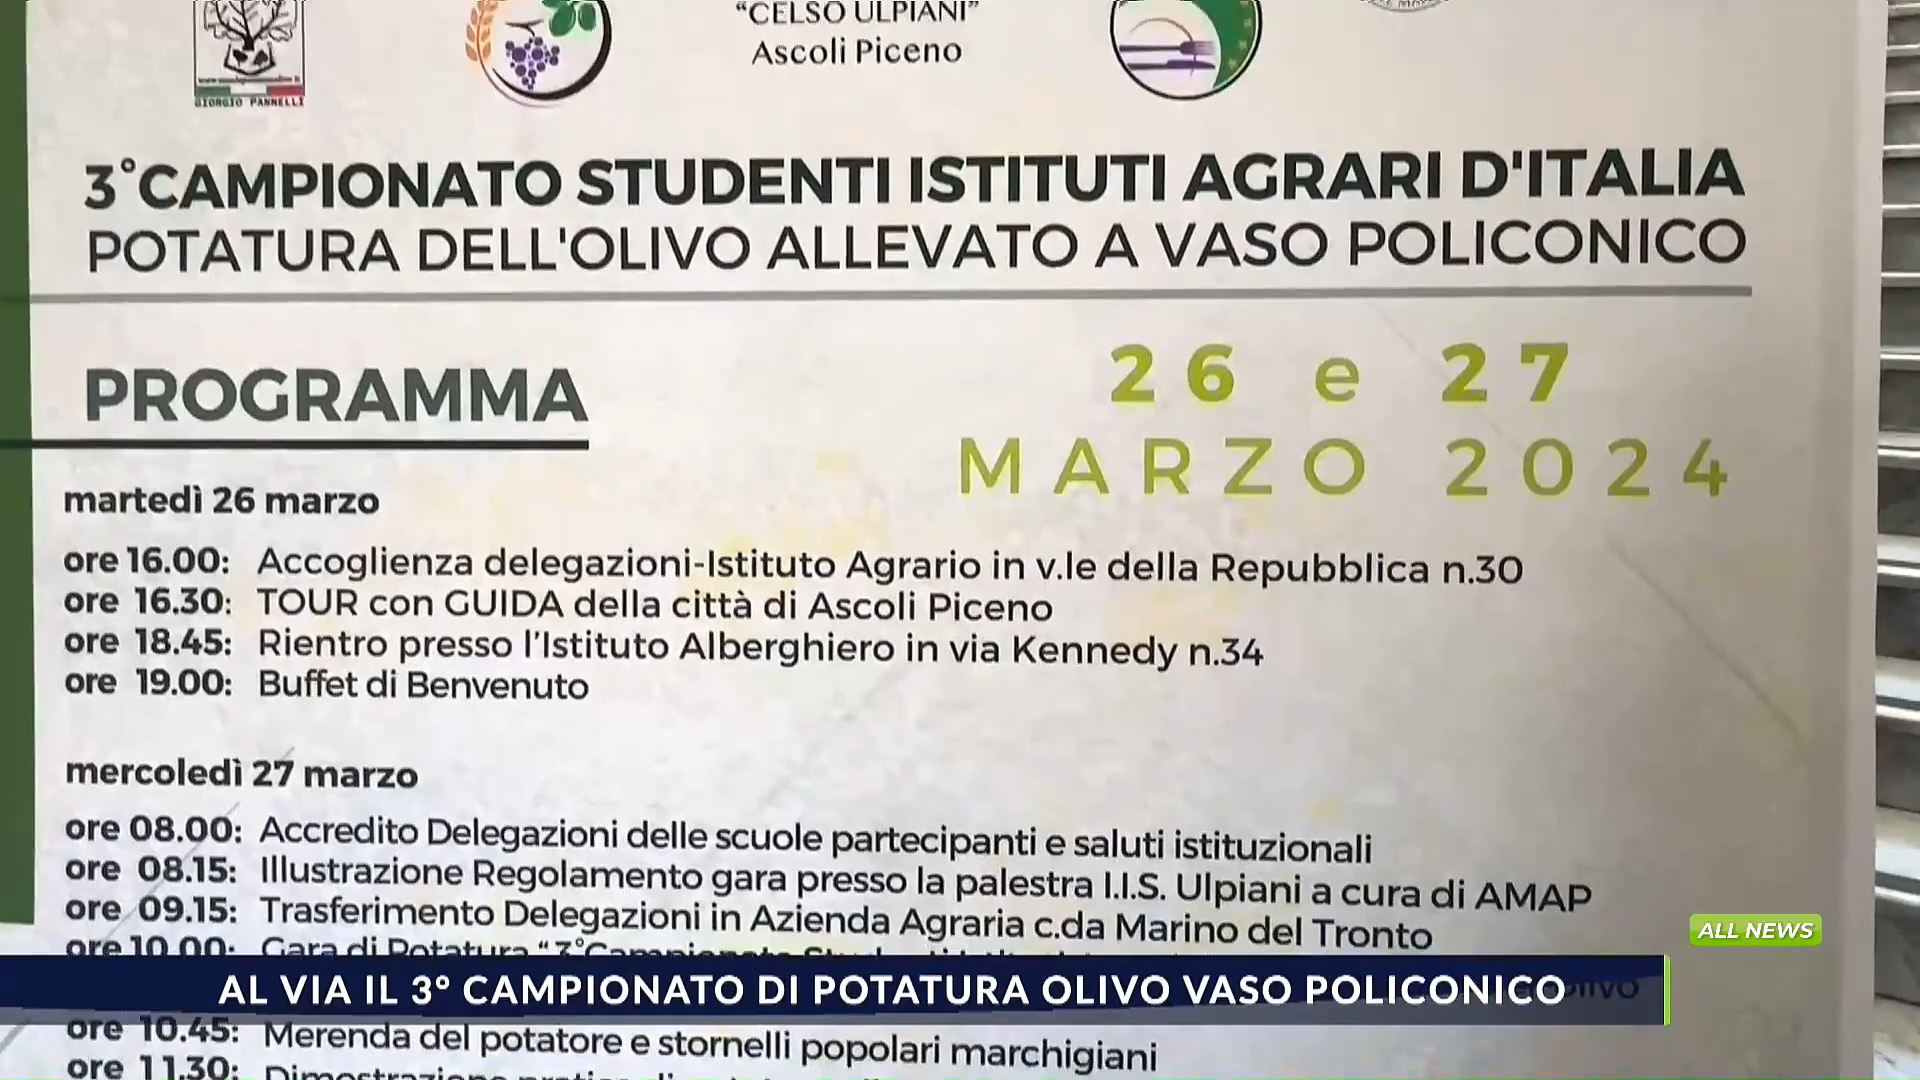 "CELSO ULPIANI"
Ascoli Piceno
GIORGIO PANNELLI
3°CAMPIONATO STUDENTI ISTITUTI AGRARI D'ITALIA
POTATURA DELL'OLIVO ALLEVATO A VASO POLICONICO
PROGRAMMA
26 e 27
MARZO 2024
martedì 26 marzo
ore 16.00: Accoglienza delegazioni-Istituto Agrario in v.le della Repubblica n.30
ore 16.30: TOUR con GUIDA della città di Ascoli Piceno
ore 18.45: Rientro presso l'Istituto Alberghiero in via Kennedy n.34
ore 19.00: Buffet di Benvenuto
mercoledì 27 marzo
ore 08.00: Accredito Delegazioni delle scuole partecipanti e saluti istituzionali
ore 08.15: Illustrazione Regolamento gara presso la palestra I.I.S. Ulpiani a cura di AMAP
ore 09.15: Trasferimento Delegazioni in Azienda Agraria c.da Marino del Tronto
ore 10.00: Gara di Potatura "3°Campionato
ALL NEWS
AL VIA IL 3° CAMPIONATO DI POTATURA OLIVO VASO POLICONICO
ore 10.45: Merenda del potatore e stornelli popolari marchigiani
ore 11.30: Dimostrazione